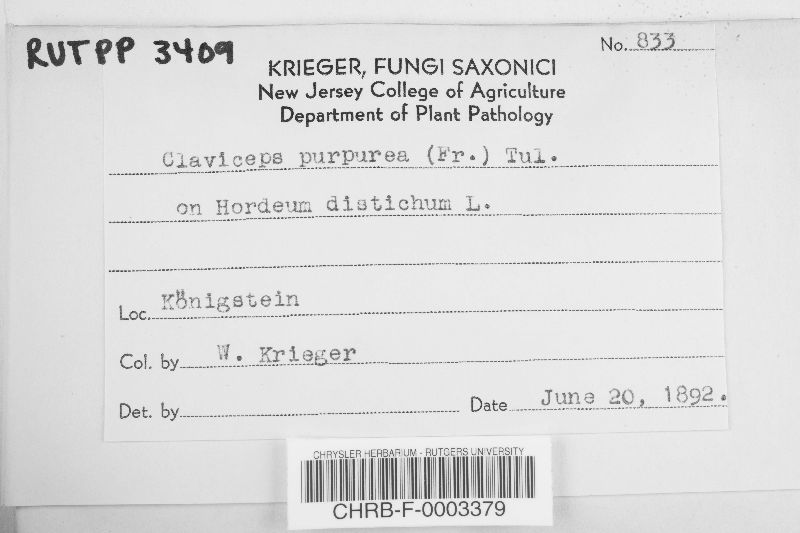 RUTPP 3409
No. 833
KRIEGER, FUNGI SAXONICI
New Jersey College of Agriculture
Department of Plant Pathology
Claviceps purpurea (Fr.) Tul.
on Hordeum distichum L.
Loc. Königstein
Col. by W. Krieger
Det. by
Date June 20, 1892.
CHRYSLER HERBARIUM - RUTGERS UNIVERSITY
CHRB-F-0003379